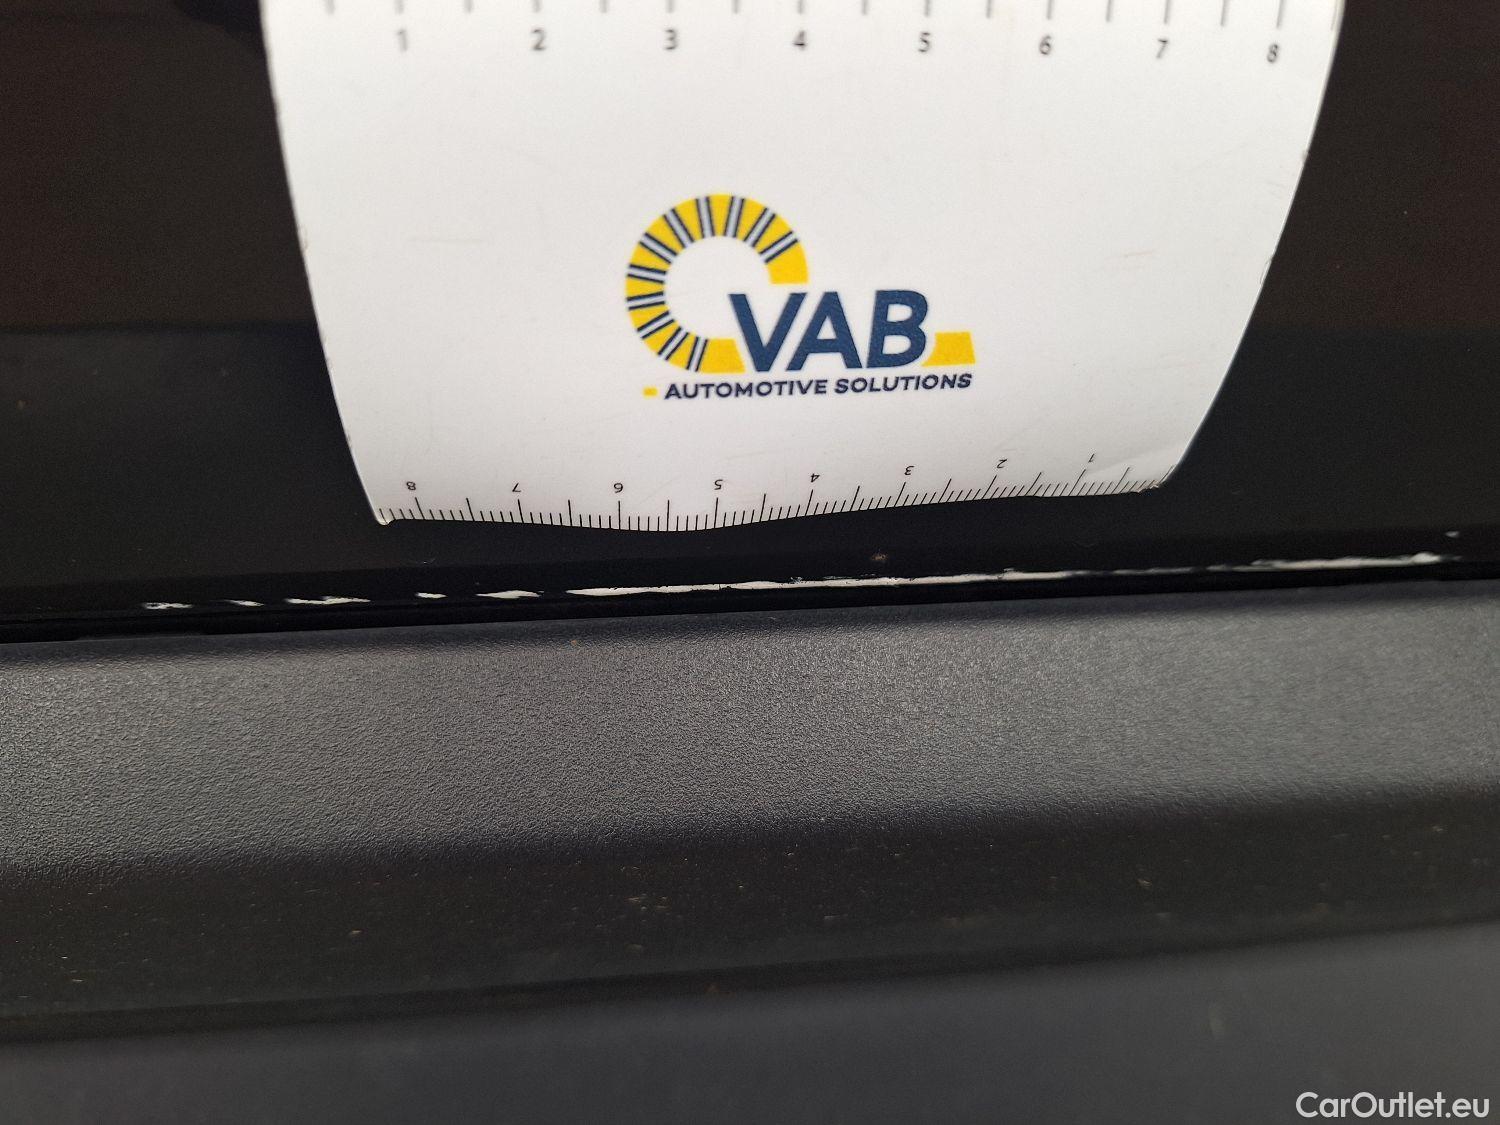 1 2 3 4 5 6 7 8
VAB
AUTOMOTIVE SOLUTIONS
8 7 6 5 4 3 2 1
CarOutlet.eu